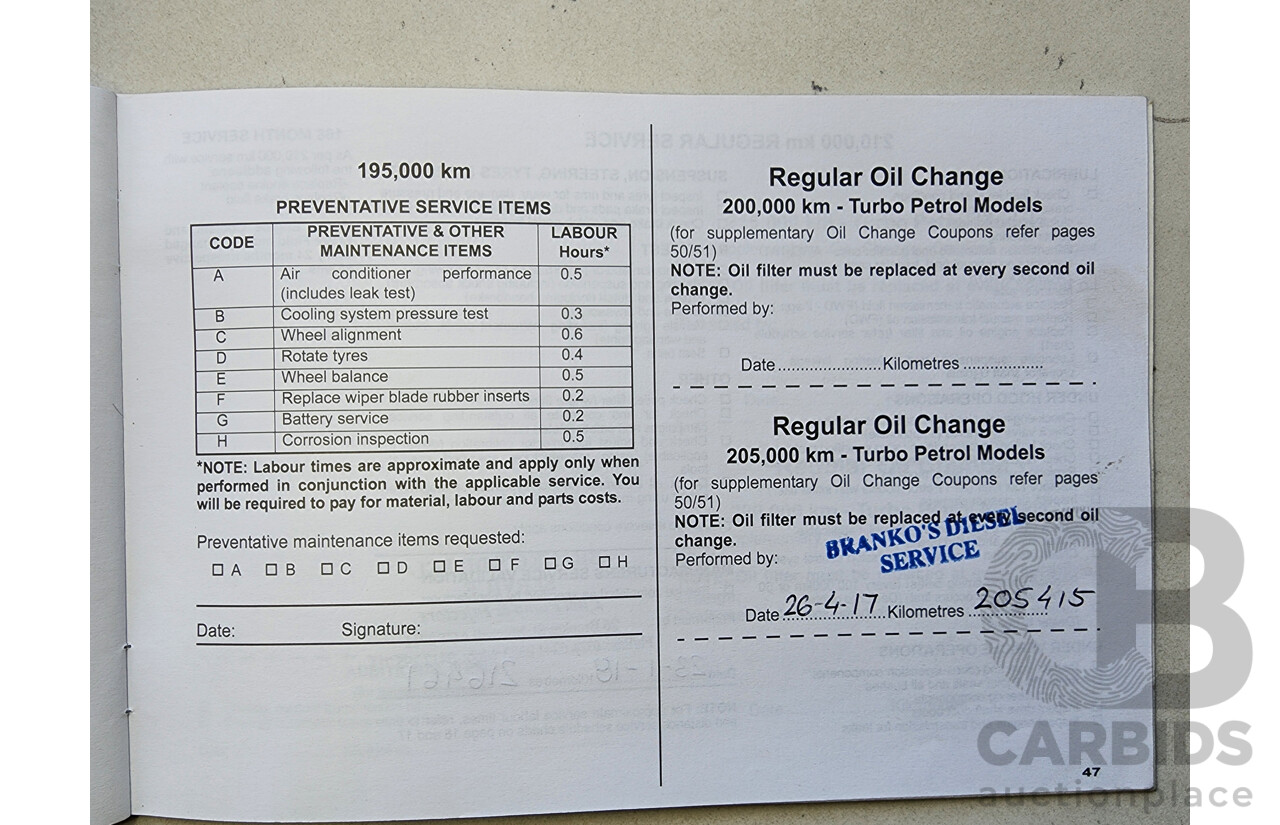 195,000 km
PREVENTATIVE SERVICE ITEMS
CODE PREVENTATIVE & OTHER MAINTENANCE ITEMS LABOUR Hours*
A Air conditioner performance (includes leak test) 0.5
B Cooling system pressure test 0.3
C Wheel alignment 0.6
D Rotate tyres 0.4
E Wheel balance 0.5
F Replace wiper blade rubber inserts 0.2
G Battery service 0.2
H Corrosion inspection 0.5
*NOTE: Labour times are approximate and apply only when
performed in conjunction with the applicable service. You
will be required to pay for material, labour and parts costs.
Preventative maintenance items requested:
☐ A ☐ B ☐ C ☐ D ☐ E ☐ F ☐ G ☐ H
Date: Signature:
Regular Oil Change
200,000 km - Turbo Petrol Models
(for supplementary Oil Change Coupons refer pages
50/51)
NOTE: Oil filter must be replaced at every second oil
change.
Performed by:
Date.......................Kilometres ..................
Regular Oil Change
205,000 km - Turbo Petrol Models
(for supplementary Oil Change Coupons refer pages
50/51)
NOTE: Oil filter must be replaced at every second oil
change.
BRANKO'S DIESEL
SERVICE
Performed by:
Date 26-4-17 Kilometres 205415
47
CARBIDS
auctionplace